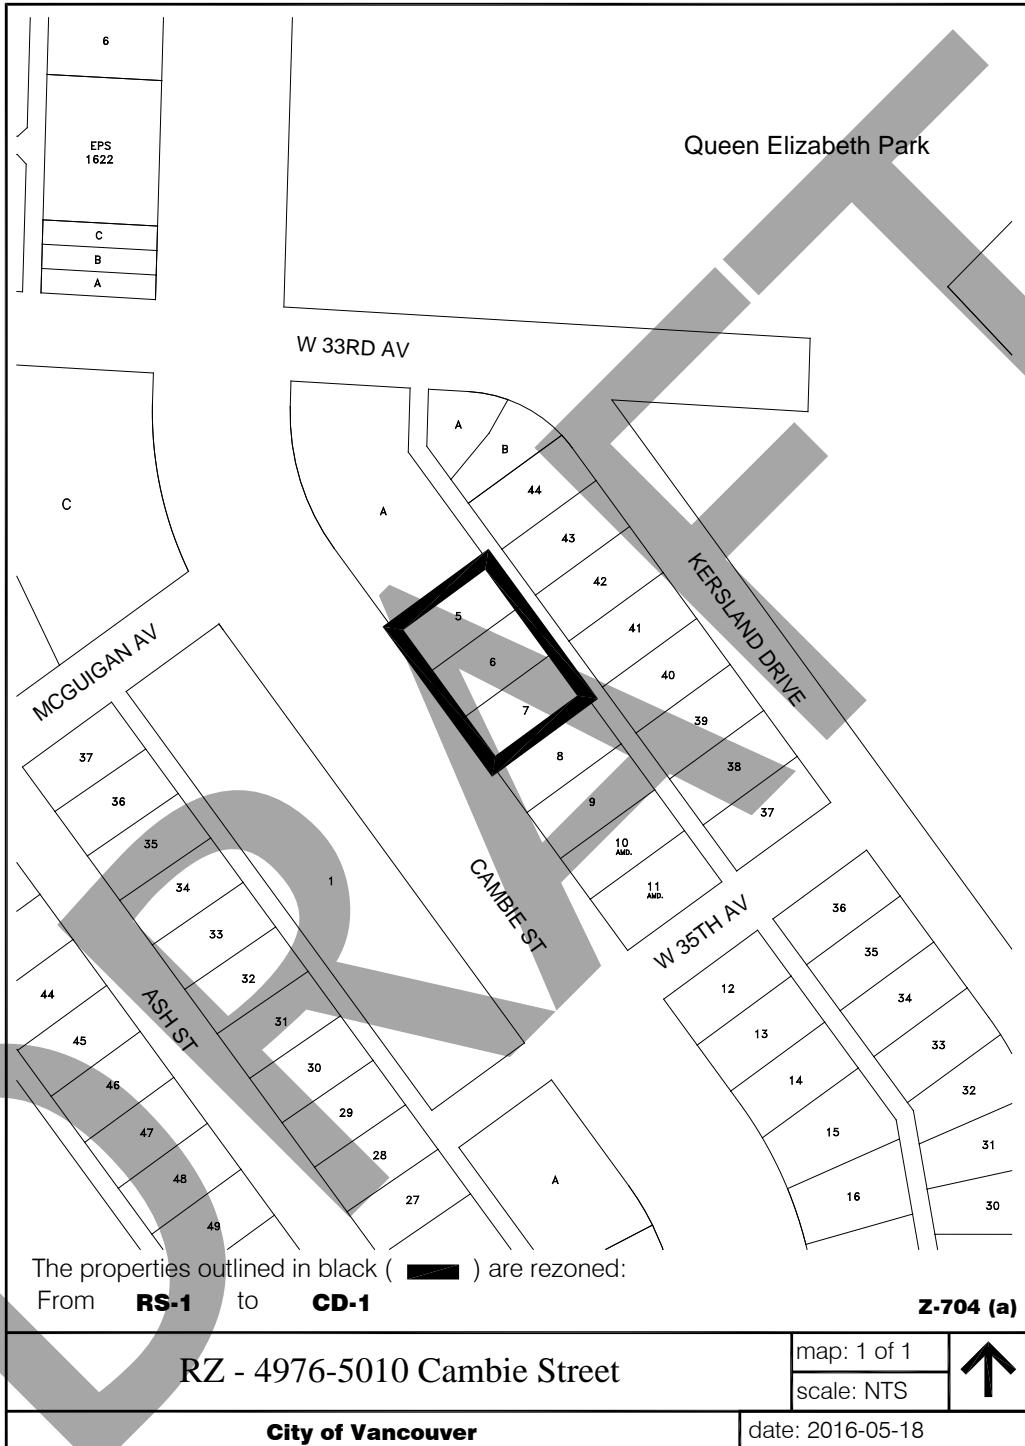 6
EPS
1622
C
B
A
Queen Elizabeth Park
W 33RD AV
C
A
A
B
44
43
42
41
40
39
38
37
5
6
7
8
9
10
AMD.
11
AMD.
KERSLAND DRIVE
MCGUIGAN AV
CAMBIE ST
W 35TH AV
ASH ST
37
36
35
34
33
32
31
30
29
28
27
1
44
45
46
47
48
49
A
12
13
14
15
16
36
35
34
33
32
31
30
DRAFT
The properties outlined in black ( ) are rezoned:
From RS-1 to CD-1
Z-704 (a)
RZ - 4976-5010 Cambie Street
map: 1 of 1
scale: NTS
City of Vancouver
date: 2016-05-18